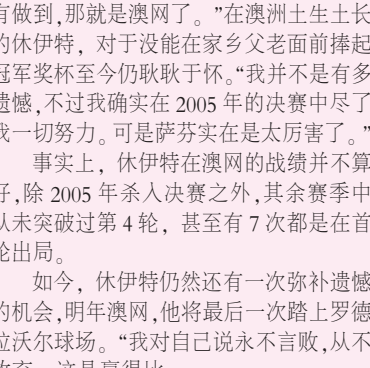 有做到,那就是澳网了。”在澳洲土生土长
的休伊特，对于没能在家乡父老面前捧起
冠军奖杯至今仍耿耿于怀。“我并不是有多
遗憾,不过我确实在 2005 年的决赛中尽了
我一切努力。可是萨芬实在是太厉害了。”
事实上，休伊特在澳网的战绩并不算
好,除 2005 年杀入决赛之外,其余赛季中
从未突破过第 4 轮，甚至有 7 次都是在首
轮出局。
如今，休伊特仍然还有一次弥补遗憾
的机会,明年澳网,他将最后一次踏上罗德
拉沃尔球场。“我对自己说永不言败,从不